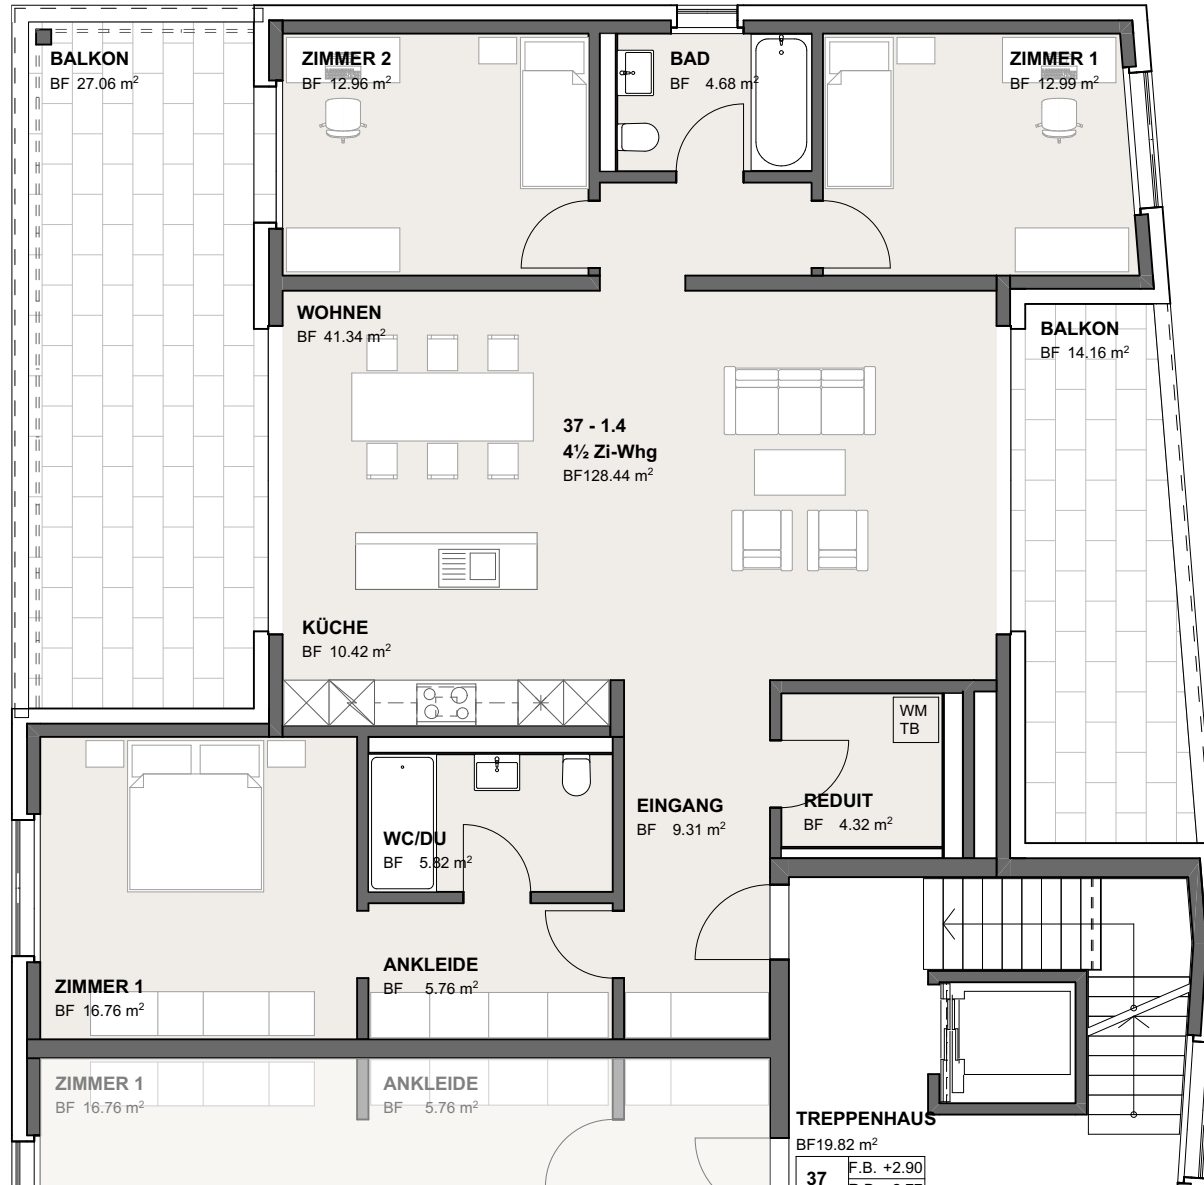 BALKON
BF 27.06 m²
ZIMMER 2
BF 12.96 m²
BAD
BF 4.68 m²
ZIMMER 1
BF 12.99 m²
WOHNEN
BF 41.34 m²
BALKON
BF 14.16 m²
37 - 1.4
4½ Zi-Whg
BF128.44 m²
KÜCHE
BF 10.42 m²
WM
TB
EINGANG
BF 9.31 m²
REDUIT
BF 4.32 m²
WC/DU
BF 5.82 m²
ANKLEIDE
BF 5.76 m²
ZIMMER 1
BF 16.76 m²
ZIMMER 1
BF 16.76 m²
ANKLEIDE
BF 5.76 m²
TREPPENHAUS
BF19.82 m²
37
F.B. +2.90